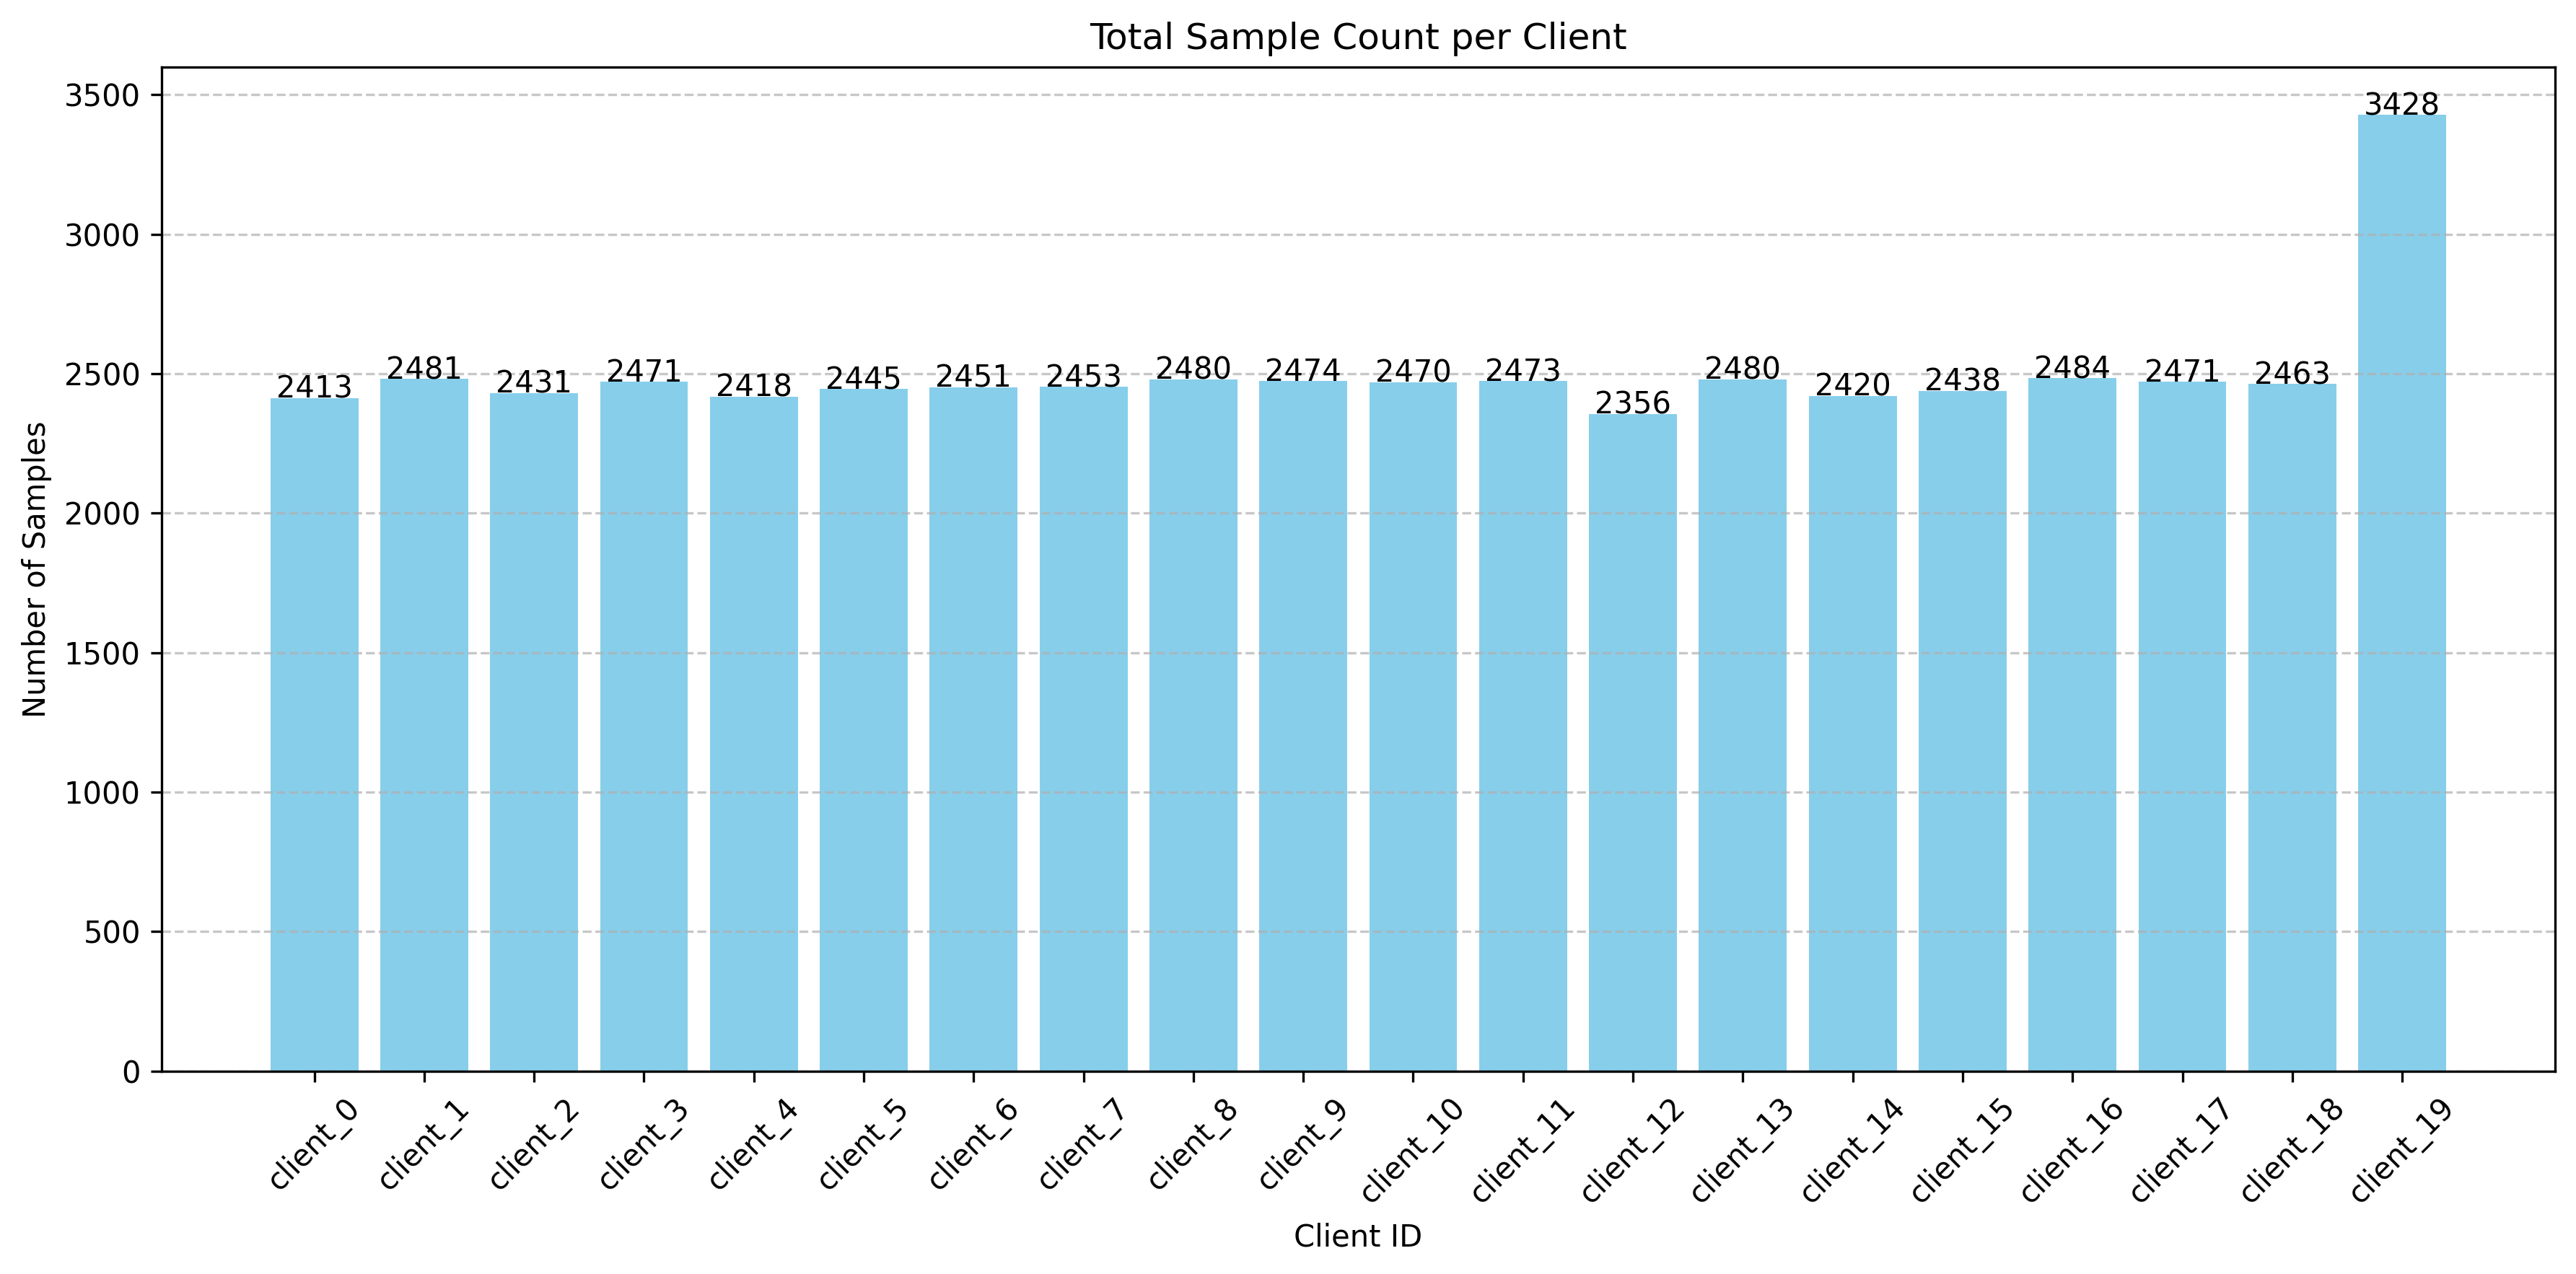 Total Sample Count per Client
Number of Samples
3500
3000
2500
2000
1500
1000
500
0
2413
2481
2431
2471
2418
2445
2451
2453
2480
2474
2470
2473
2356
2480
2420
2438
2484
2471
2463
3428
client_0
client_1
client_2
client_3
client_4
client_5
client_6
client_7
client_8
client_9
client_10
client_11
client_12
client_13
client_14
client_15
client_16
client_17
client_18
client_19
Client ID